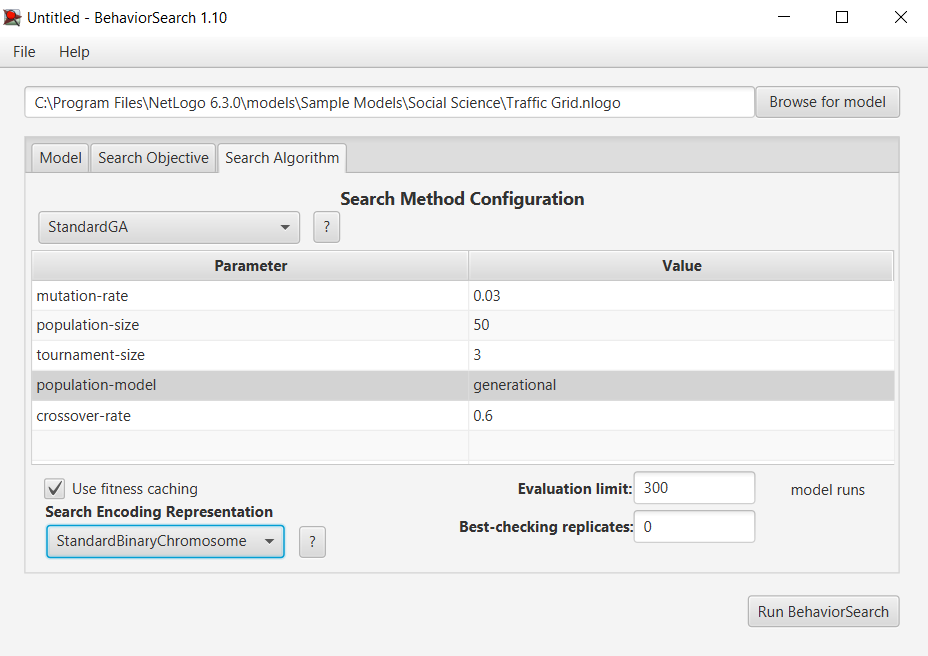 Untitled - BehaviorSearch 1.10
File Help
C:\Program Files\NetLogo 6.3.0\models\Sample Models\Social Science\Traffic Grid.nlogo Browse for model
Model Search Objective Search Algorithm
Search Method Configuration
StandardGA ?
Parameter Value
mutation-rate 0.03
population-size 50
tournament-size 3
population-model generational
crossover-rate 0.6
Use fitness caching Evaluation limit: 300 model runs
Search Encoding Representation
Best-checking replicates: 0
StandardBinaryChromosome ?
Run BehaviorSearch